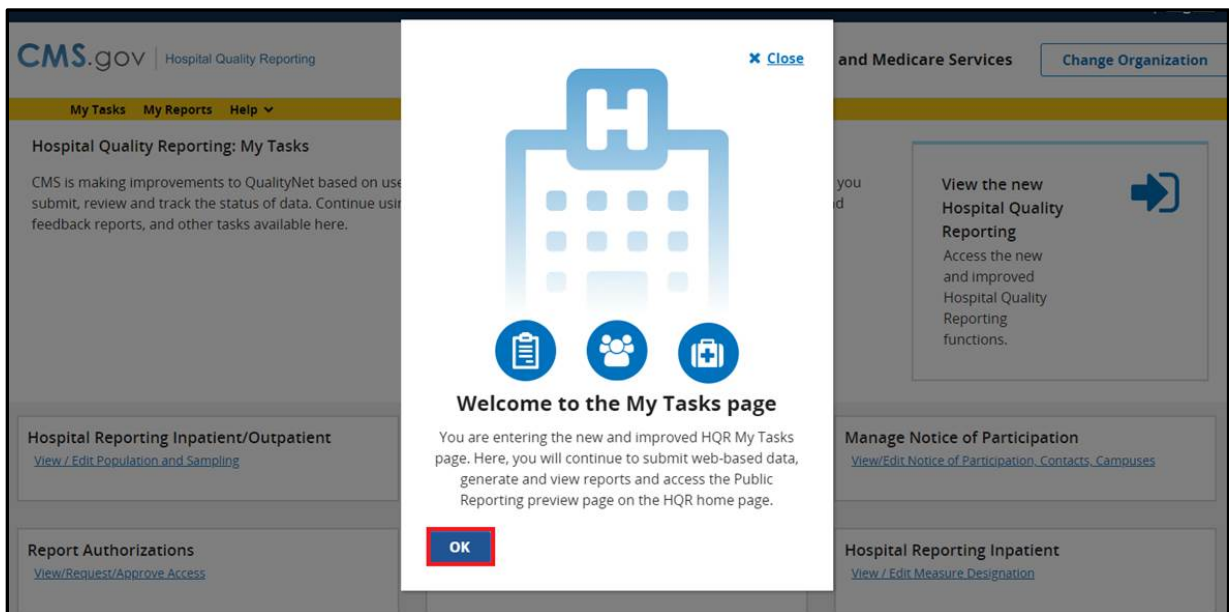 CMS.gov | Hospital Quality Reporting
and Medicare Services
Change Organization
My Tasks My Reports Help
Hospital Quality Reporting: My Tasks
CMS is making improvements to QualityNet based on
you
submit, review and track the status of data. Continue
feedback reports, and other tasks available here.
View the new
Hospital Quality
Reporting
Access the new
and improved
Hospital Quality
Reporting
functions.
Close
H
Welcome to the My Tasks page
You are entering the new and improved HQR My Tasks
page. Here, you will continue to submit web-based data,
generate and view reports and access the Public
Reporting preview page on the HQR home page.
OK
Hospital Reporting Inpatient/Outpatient
View / Edit Population and Sampling
Manage Notice of Participation
View/Edit Notice of Participation, Contacts, Campuses
Report Authorizations
View/Request/Approve Access
Hospital Reporting Inpatient
View / Edit Measure Designation